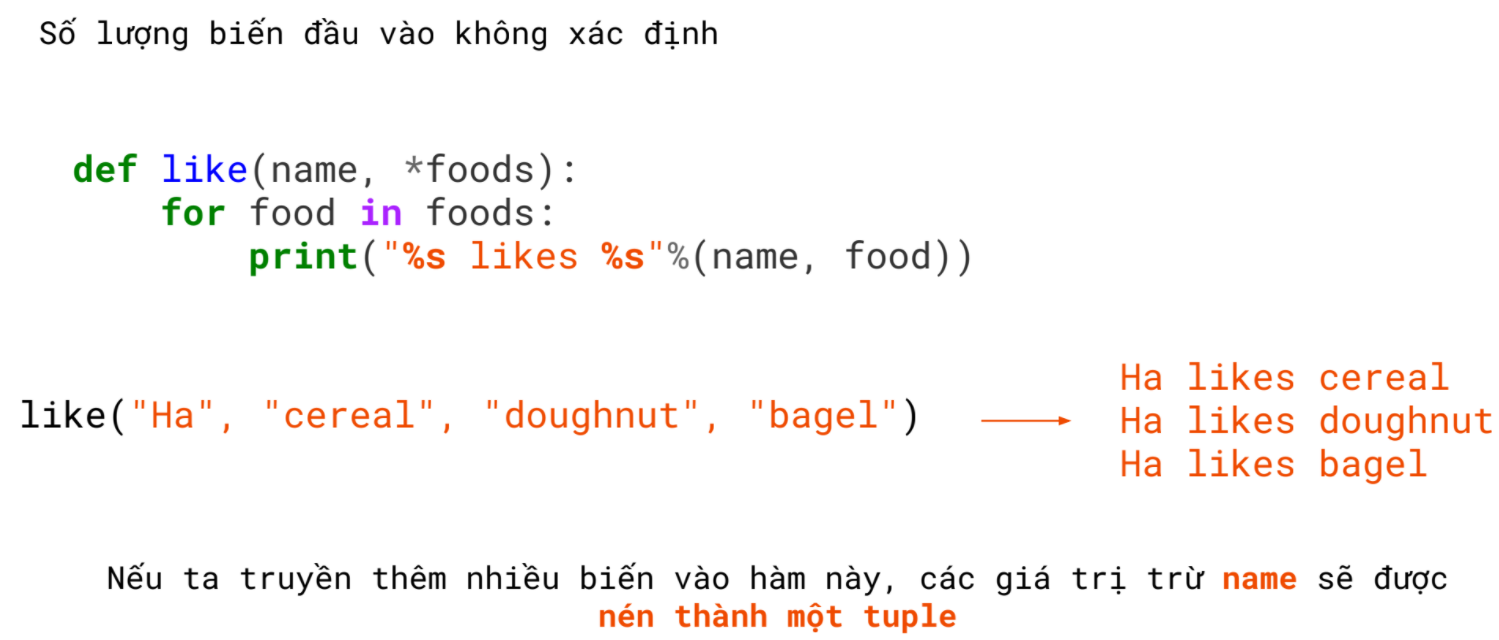 Số lượng biến đầu vào không xác định
def like(name, *foods):
for food in foods:
print("%s likes %s"%(name, food))
like("Ha", "cereal", "doughnut", "bagel")
Ha likes cereal
Ha likes doughnut
Ha likes bagel
Nếu ta truyền thêm nhiều biến vào hàm này, các giá trị trừ name sẽ được
nén thành một tuple